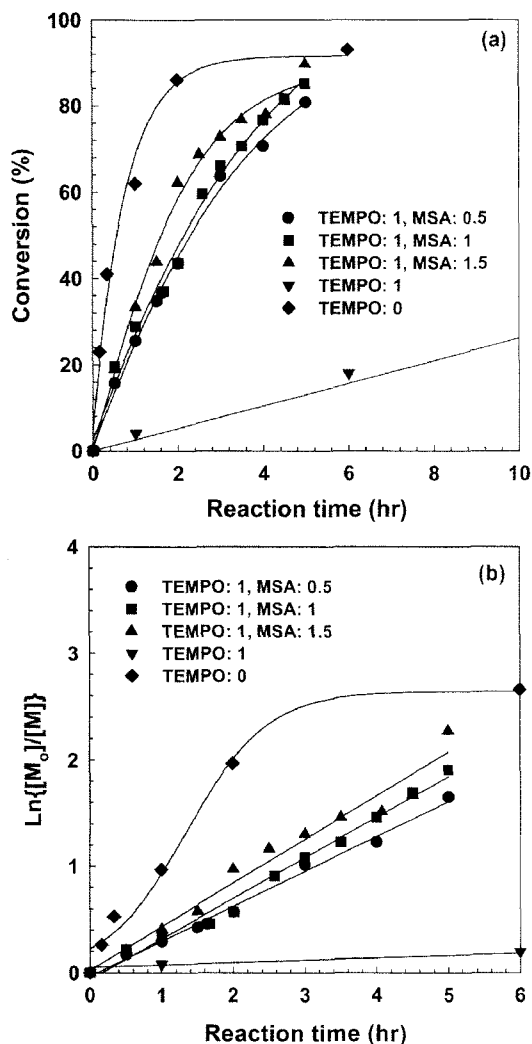 (a)
100
80
60
40
20
0
Conversion (%)
TEMPO: 1, MSA: 0.5
TEMPO: 1, MSA: 1
TEMPO: 1, MSA: 1.5
TEMPO: 1
TEMPO: 0
0 2 4 6 8 10
Reaction time (hr)
(b)
4
3
2
1
0
Ln{[Mo]/[M]}
TEMPO: 1, MSA: 0.5
TEMPO: 1, MSA: 1
TEMPO: 1, MSA: 1.5
TEMPO: 1
TEMPO: 0
0 1 2 3 4 5 6
Reaction time (hr)